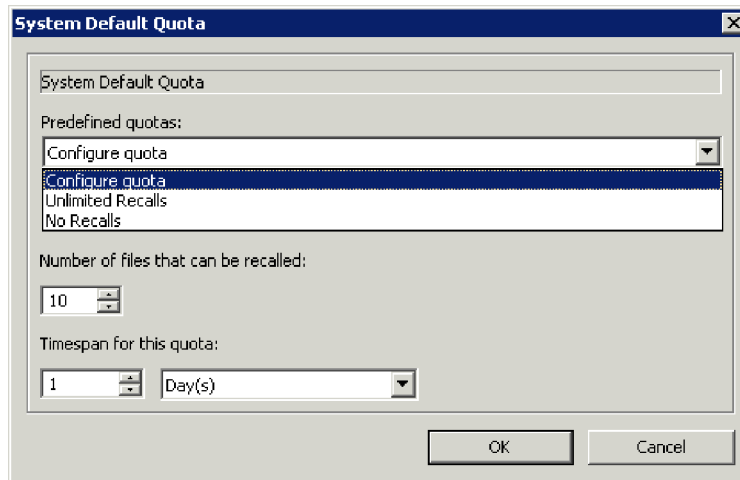 System Default Quota
System Default Quota
Predefined quotas:
Configure quota
Configure quota
Unlimited Recalls
No Recalls
Number of files that can be recalled:
10
Timespan for this quota:
1 Day(s)
OK Cancel